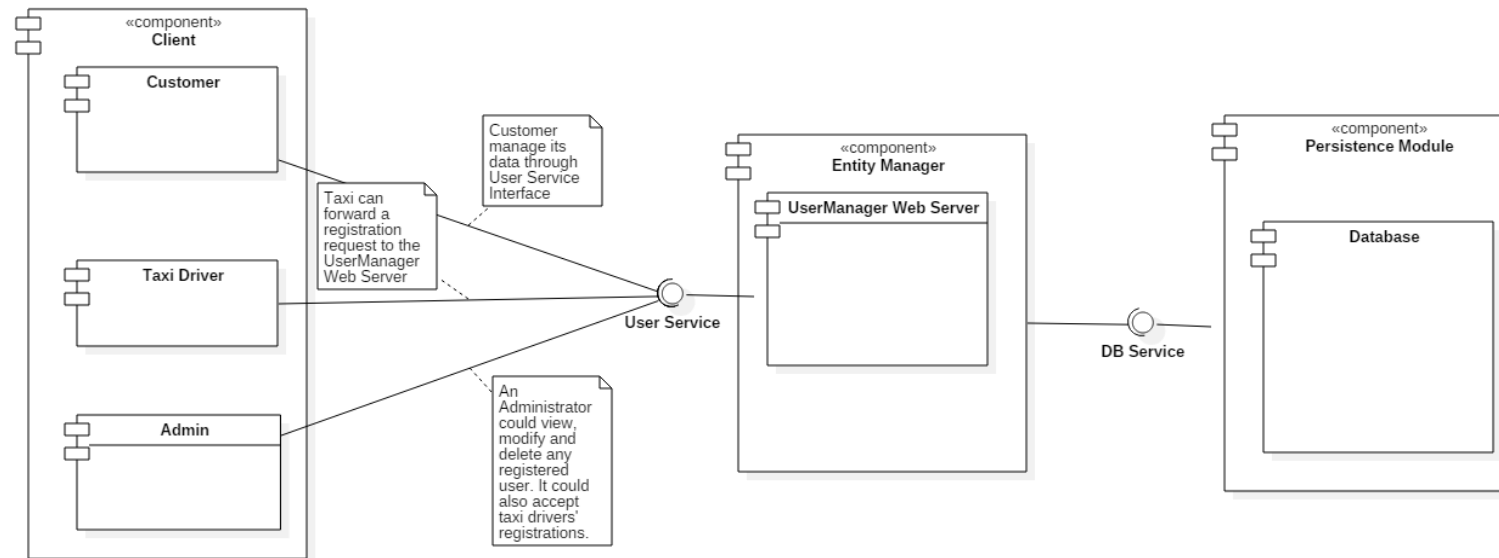 «component»
Client
Customer
Taxi Driver
Admin
Customer
manage its
data through
User Service
Interface
Taxi can
forward a
registration
request to the
UserManager
Web Server
An
Administrator
could view,
modify and
delete any
registered
user. It could
also accept
taxi drivers'
registrations.
User Service
«component»
Entity Manager
UserManager Web Server
DB Service
«component»
Persistence Module
Database